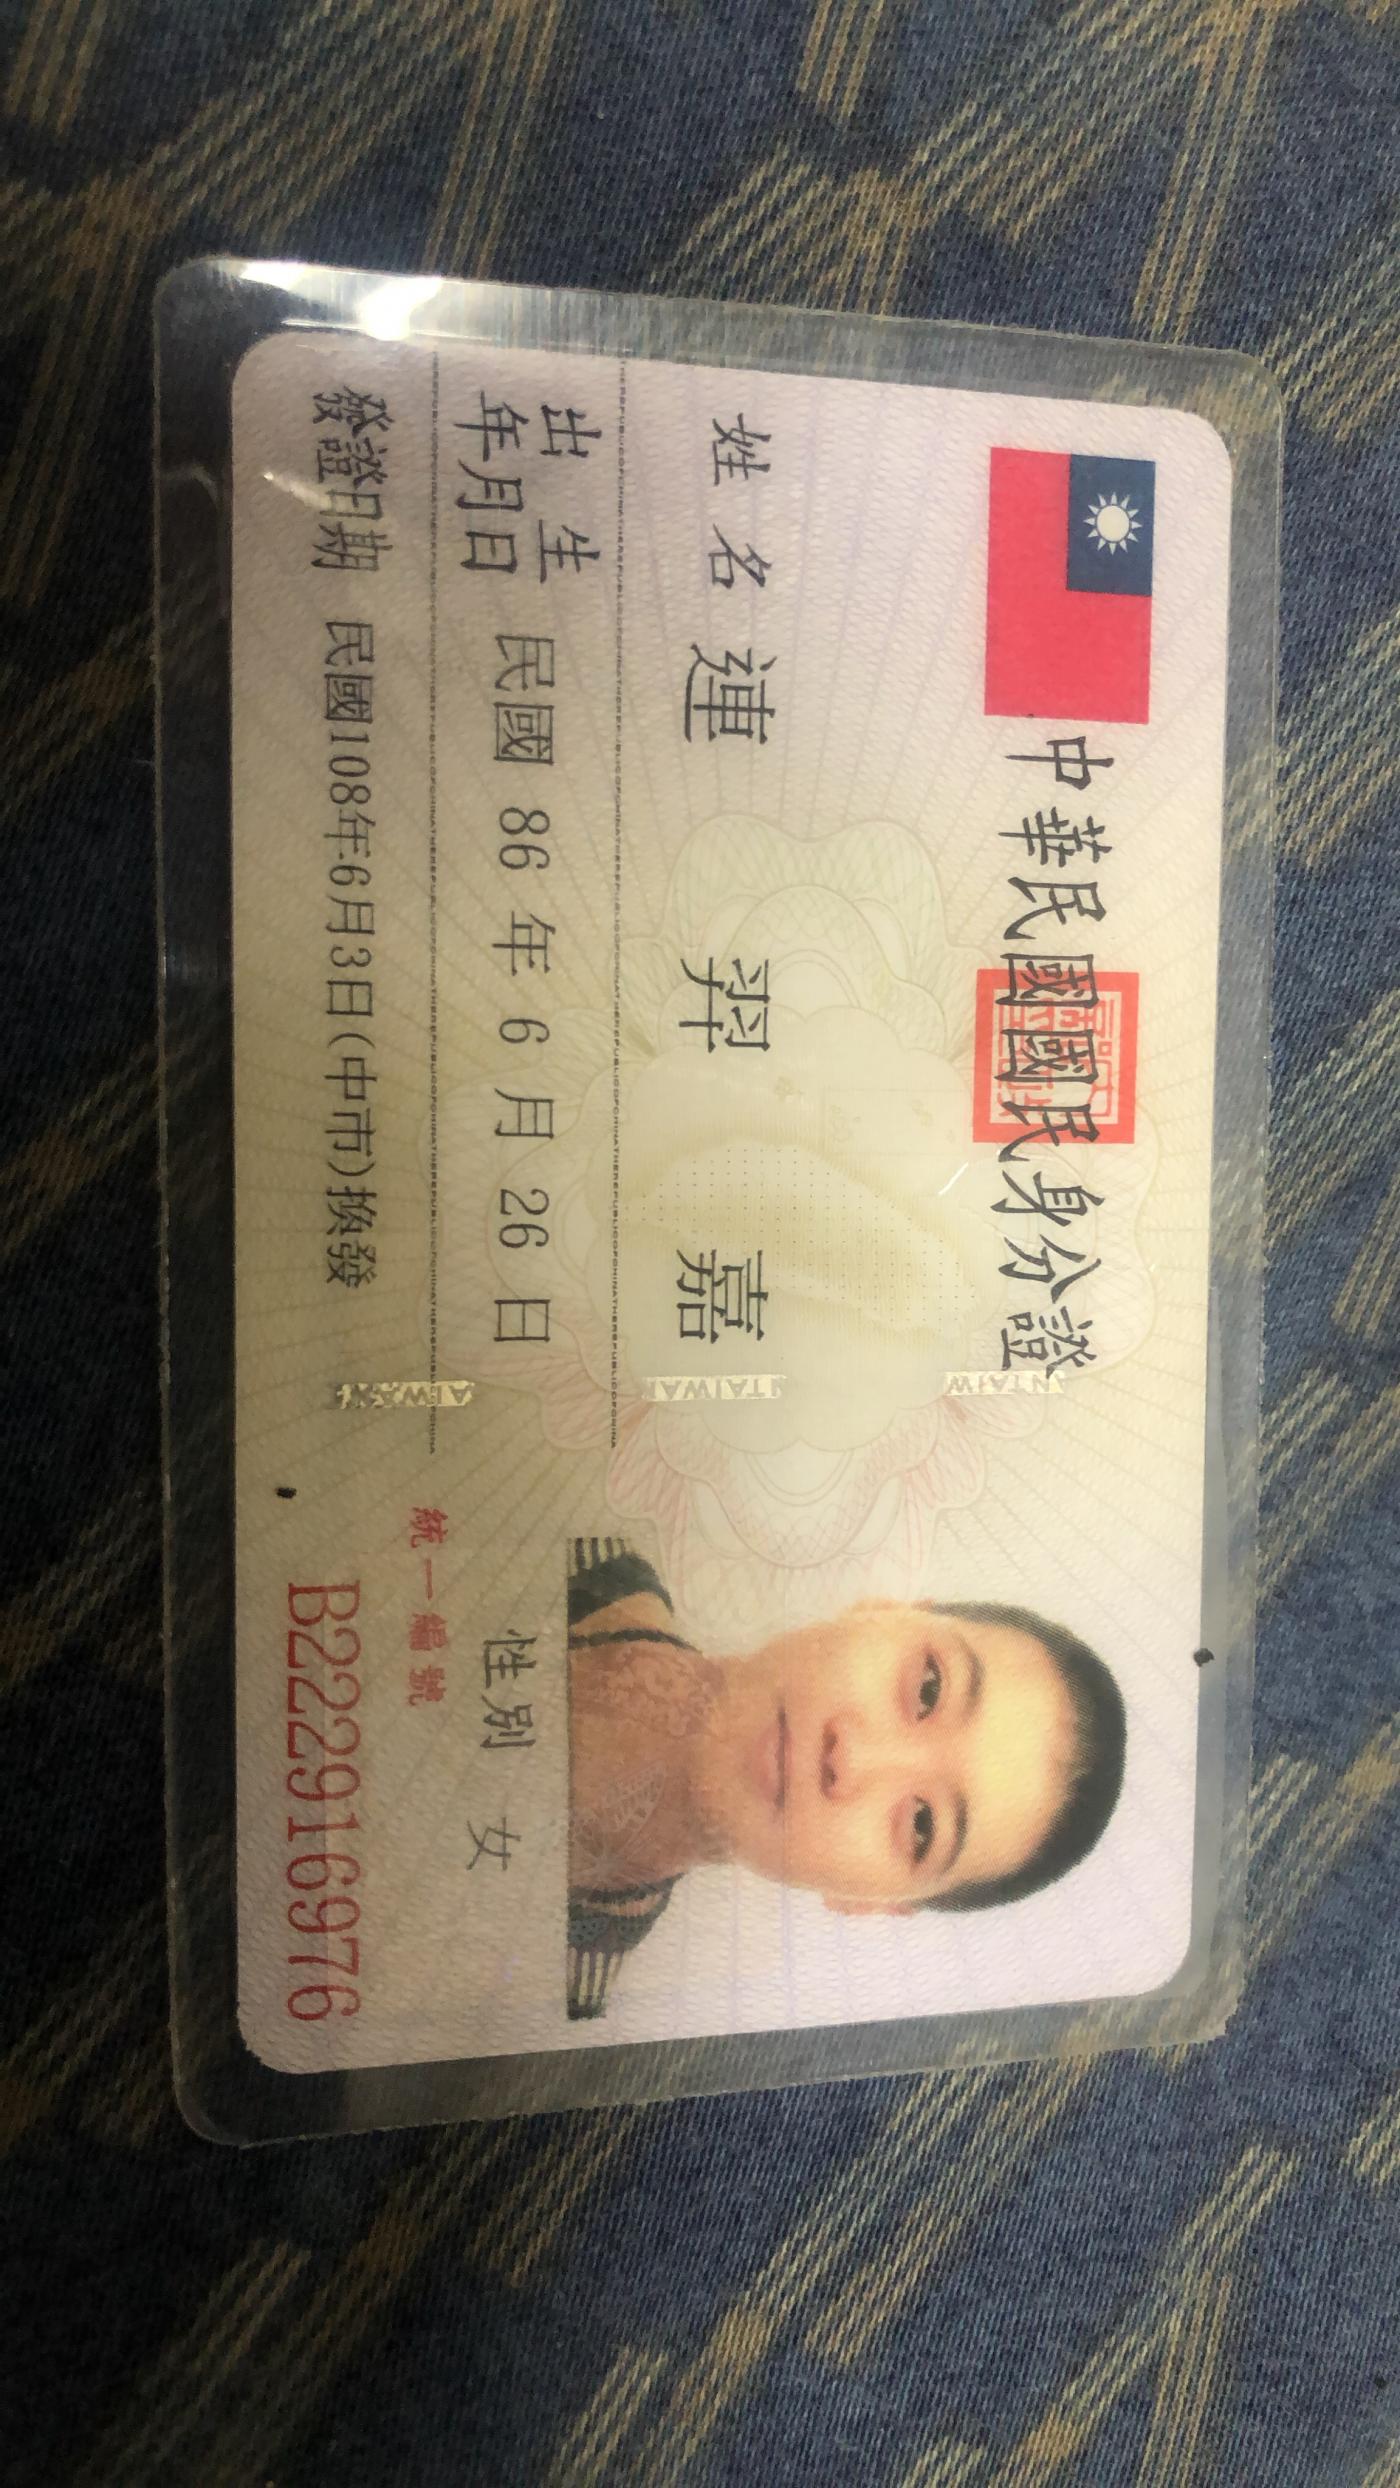 中華民國國民身分證
姓名 連羿嘉
出生年月日 民國 86 年 6 月 26 日
性別 女
發證日期 民國108年6月3日(中市)換發
統一編號
B222916976
TAIWAN